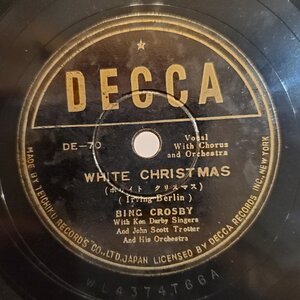 DECCA
DE-70
Vocal
With Chorus
and Orchestra
WHITE CHRISTMAS
(ホワイト クリスマス)
(Irving Berlin)
BING CROSBY
With Ken Darby Singers
And John Scott Trotter
And His Orchestra
MADE BY TEICHIKU RECORDS CO., LTD. JAPAN LICENSED BY DECCA RECORDS INC. NEW YORK.
WL4374T66A